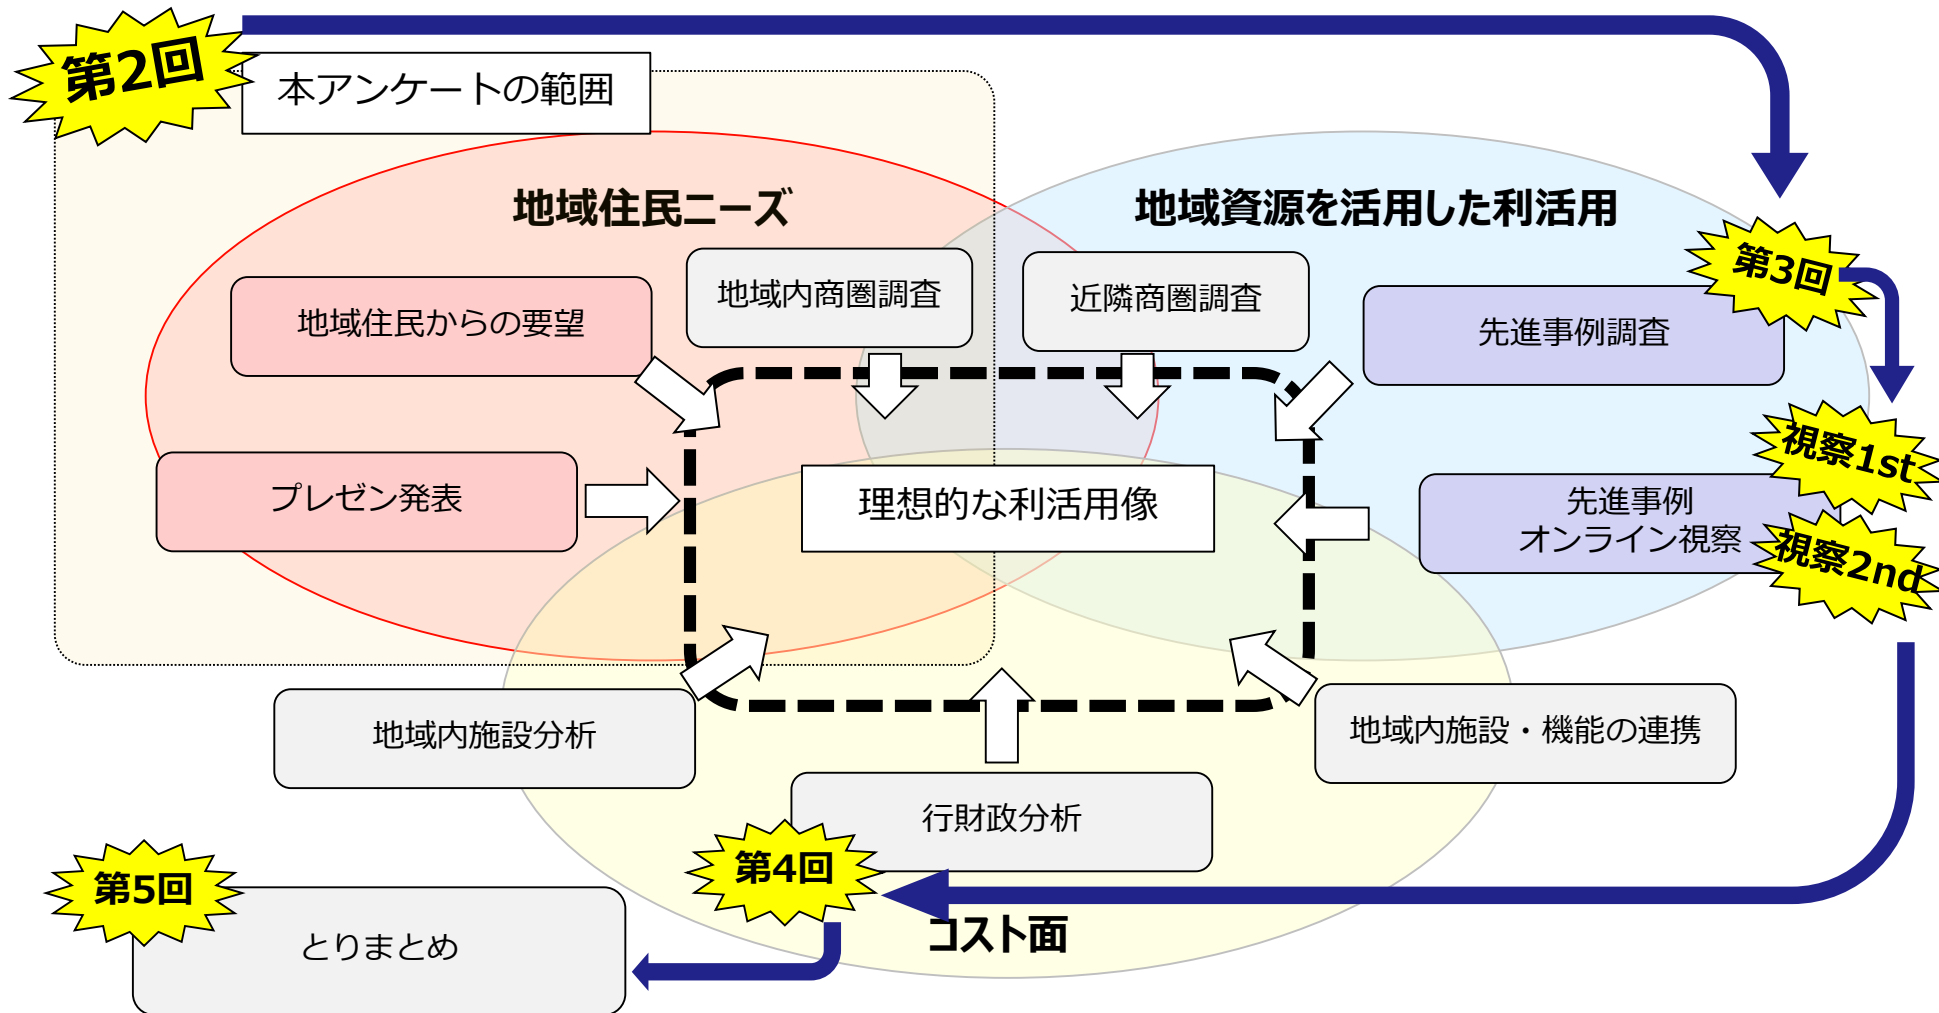 第2回
本アンケートの範囲
地域住民ニーズ
地域資源を活用した利活用
第3回
地域内商圏調査
近隣商圏調査
地域住民からの要望
先進事例調査
視察1st
プレゼン発表
理想的な利活用像
先進事例
オンライン視察
視察2nd
地域内施設分析
地域内施設・機能の連携
行財政分析
第4回
第5回
コスト面
とりまとめ